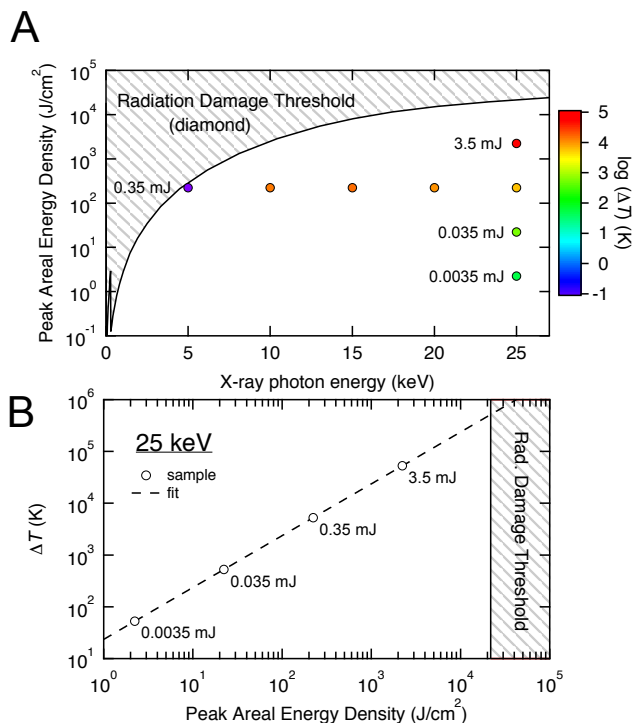 A
Peak Areal Energy Density (J/cm²)
10⁵
10⁴
10³
10²
10¹
10⁰
10⁻¹
Radiation Damage Threshold
(diamond)
0.35 mJ
3.5 mJ
0.035 mJ
0.0035 mJ
0 5 10 15 20 25
X-ray photon energy (keV)
5
4
3
2
1
0
-1
log (ΔT) (K)
B
ΔT (K)
10⁶
10⁵
10⁴
10³
10²
10¹
25 keV
sample
fit
3.5 mJ
0.35 mJ
0.035 mJ
0.0035 mJ
Rad. Damage Threshold
10⁰ 10¹ 10² 10³ 10⁴ 10⁵
Peak Areal Energy Density (J/cm²)